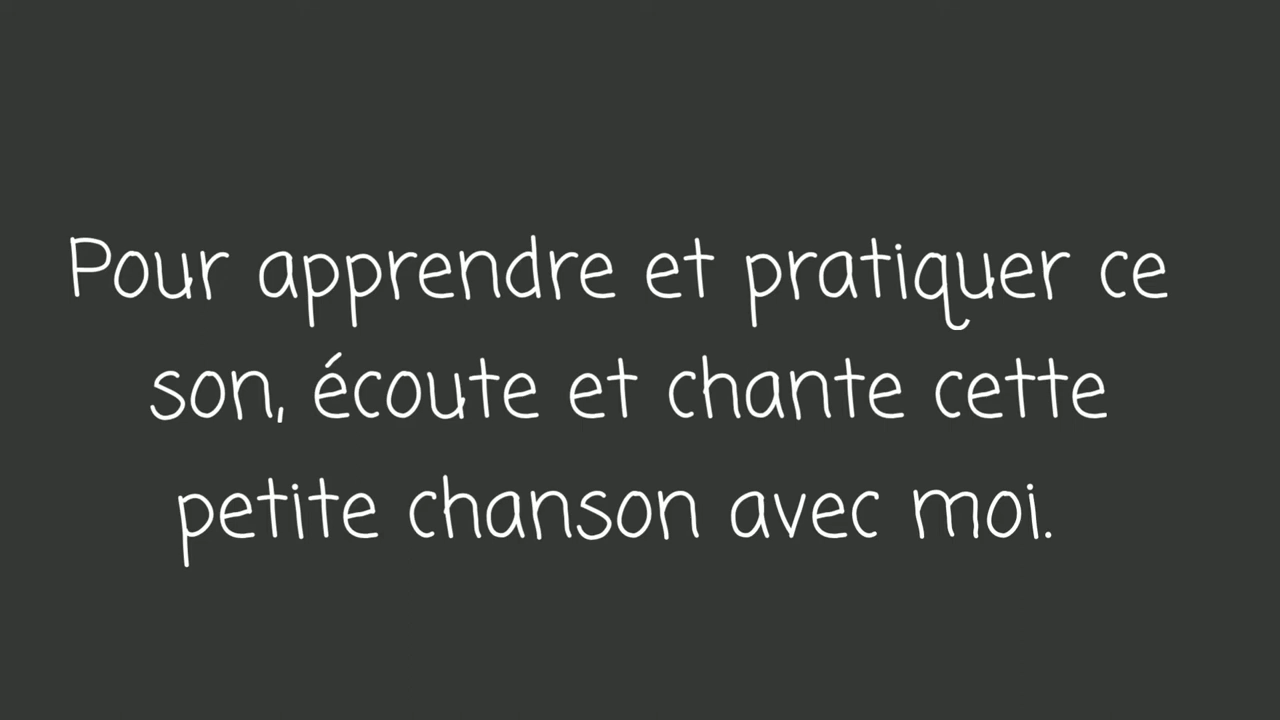 Pour apprendre et pratiquer ce
son, écoute et chante cette
petite chanson avec moi.